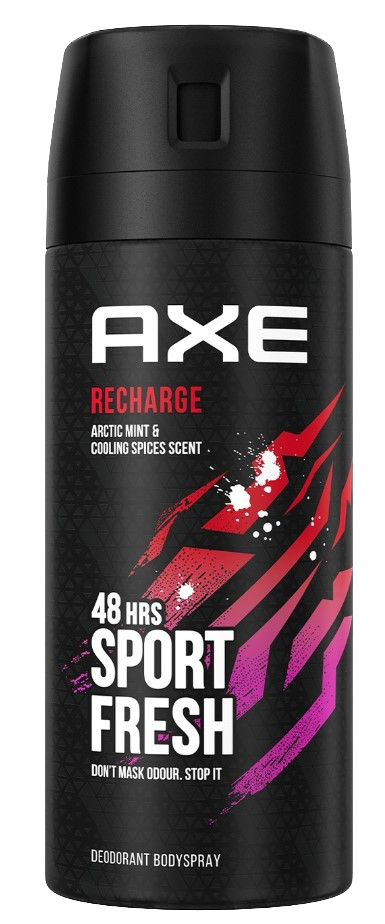 AXE
RECHARGE
ARCTIC MINT &
COOLING SPICES SCENT
48 HRS
SPORT
FRESH
DON'T MASK ODOUR. STOP IT
DEODORANT BODYSPRAY